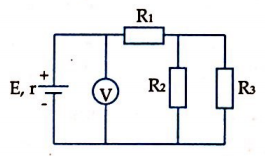 R₁
+
E, r
-
V
R₂
R₃